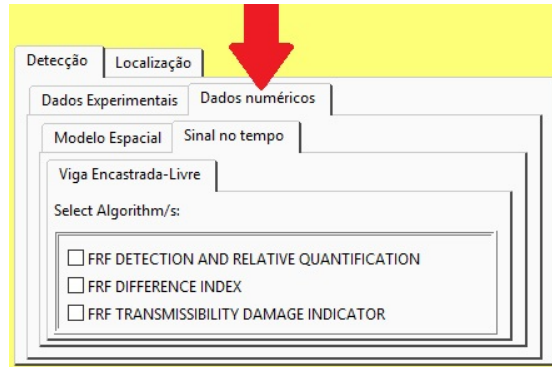 Detecção Localização
Dados Experimentais Dados numéricos
Modelo Espacial Sinal no tempo
Viga Encastrada-Livre
Select Algorithm/s:
FRF DETECTION AND RELATIVE QUANTIFICATION
FRF DIFFERENCE INDEX
FRF TRANSMISSIBILITY DAMAGE INDICATOR